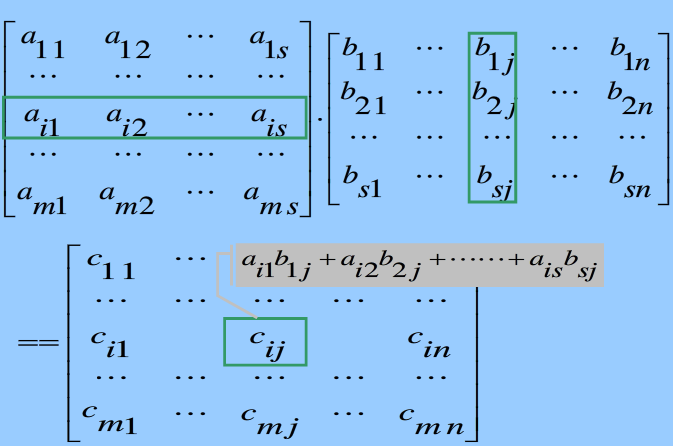 a11 a12 ⋯ a1s
⋯ ⋯ ⋯ ⋯
ai1 ai2 ⋯ ais
⋯ ⋯ ⋯ ⋯
am1 am2 ⋯ ams
·
b11 ⋯ b1j ⋯ b1n
b21 ⋯ b2j ⋯ b2n
⋯ ⋯ ⋯ ⋯ ⋯
bs1 ⋯ bsj ⋯ bsn
==
c11 ⋯ ai1b1j + ai2b2j + ⋯⋯ + aisbsj
⋯ ⋯ ⋯ ⋯ ⋯
ci1 cij cin
⋯ ⋯ ⋯ ⋯ ⋯
cm1 ⋯ cmj ⋯ cmn